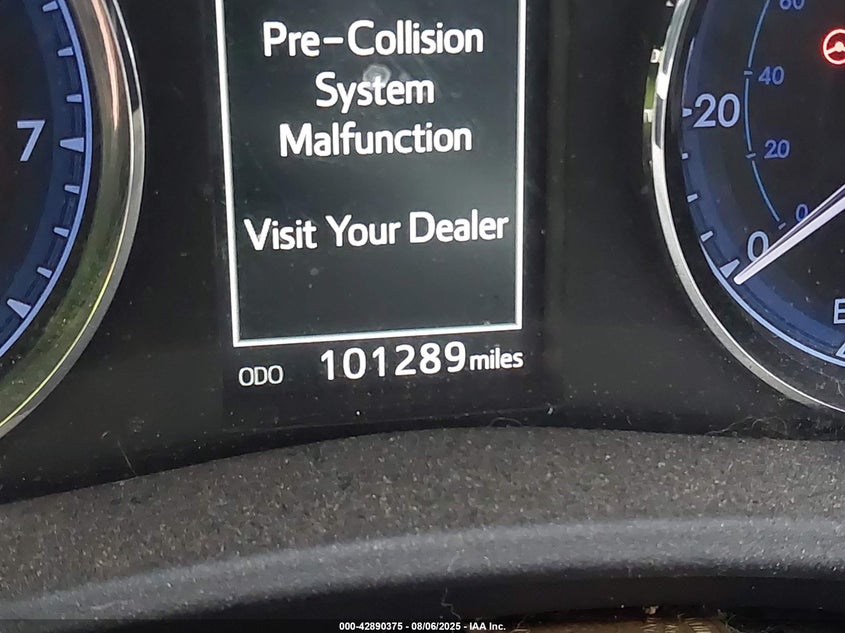 Pre-Collision
System
Malfunction
Visit Your Dealer
ODO 101289 miles
7
60
40
20
20
0
0
000-42890375 - 08/06/2025 - IAA Inc.